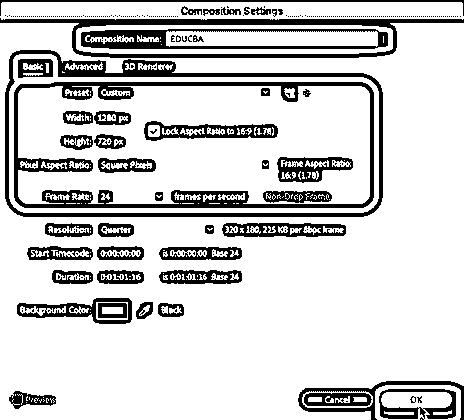 Composition Settings
Composition Name: EDUCBA
Basic Advanced 3D Renderer
Preset: Custom
Width: 1280 px
Lock Aspect Ratio to 16:9 (1.78)
Height: 720 px
Pixel Aspect Ratio: Square Pixels Frame Aspect Ratio:
16:9 (1.78)
Frame Rate: 24 frames per second Non-Drop Frame
Resolution: Quarter 320 x 180, 225 KB per 8bpc frame
Start Timecode: 0:00:00:00 is 0:00:00:00 Base 24
Duration: 0:01:01:16 is 0:01:01:16 Base 24
Background Color: Black
Preview Cancel OK